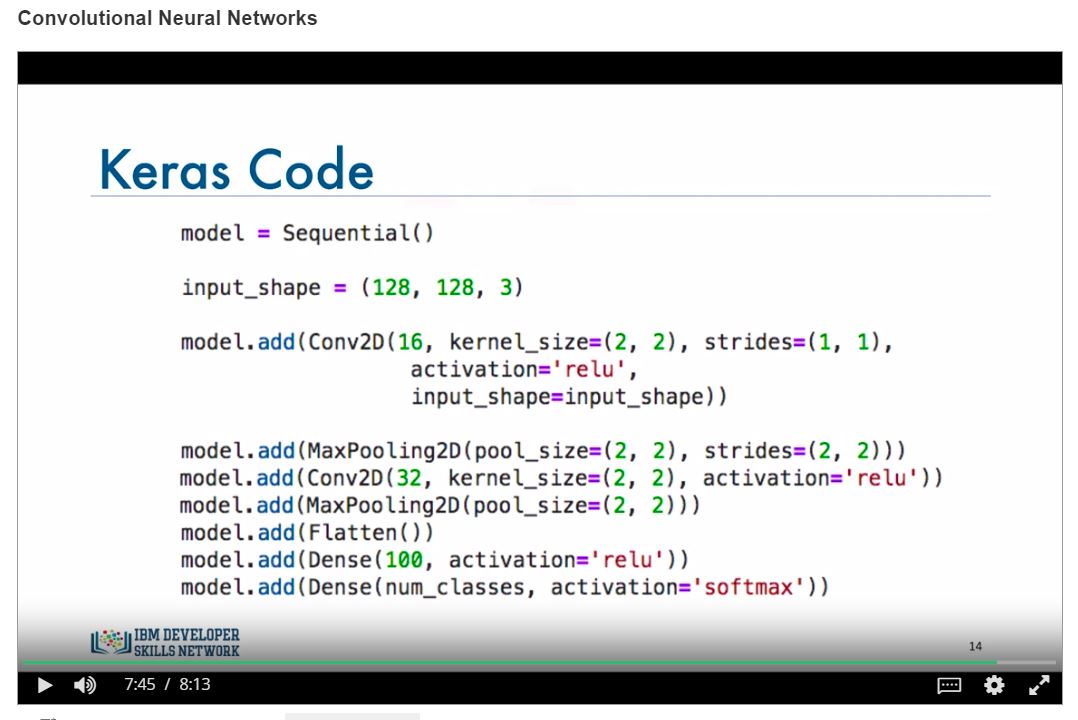 Convolutional Neural Networks
Keras Code
model = Sequential()
input_shape = (128, 128, 3)
model.add(Conv2D(16, kernel_size=(2, 2), strides=(1, 1),
activation='relu',
input_shape=input_shape))
model.add(MaxPooling2D(pool_size=(2, 2), strides=(2, 2)))
model.add(Conv2D(32, kernel_size=(2, 2), activation='relu'))
model.add(MaxPooling2D(pool_size=(2, 2)))
model.add(Flatten())
model.add(Dense(100, activation='relu'))
model.add(Dense(num_classes, activation='softmax'))
IBM DEVELOPER
SKILLS NETWORK
14
7:45 / 8:13